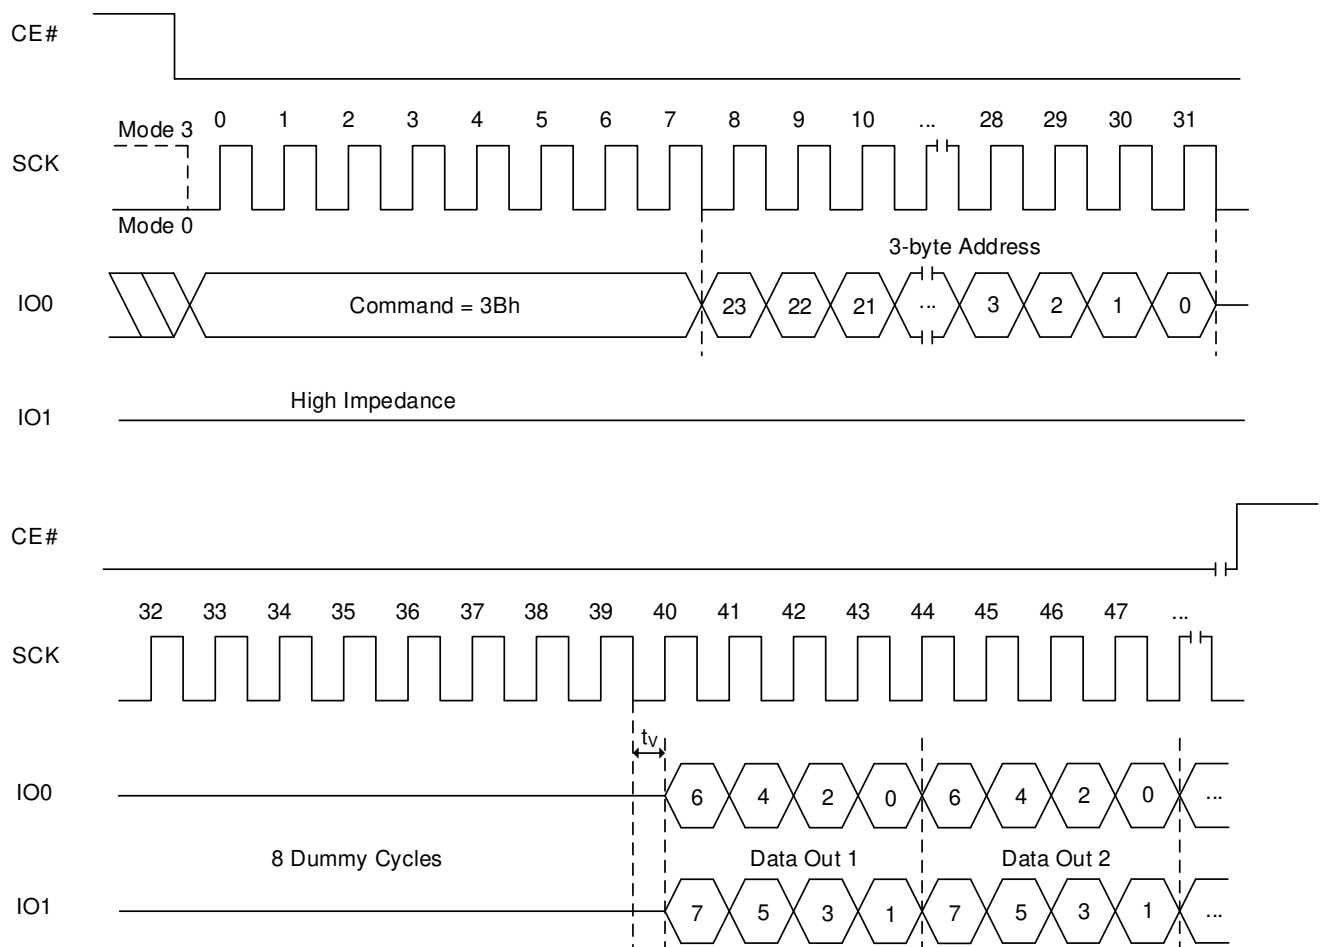 CE#
Mode 3 0 1 2 3 4 5 6 7 8 9 10 ... 28 29 30 31
SCK
Mode 0
3-byte Address
IO0 Command = 3Bh 23 22 21 ... 3 2 1 0
High Impedance
IO1
CE#
32 33 34 35 36 37 38 39 40 41 42 43 44 45 46 47 ...
SCK
tV
IO0 6 4 2 0 6 4 2 0 ...
8 Dummy Cycles Data Out 1 Data Out 2
IO1 7 5 3 1 7 5 3 1 ...